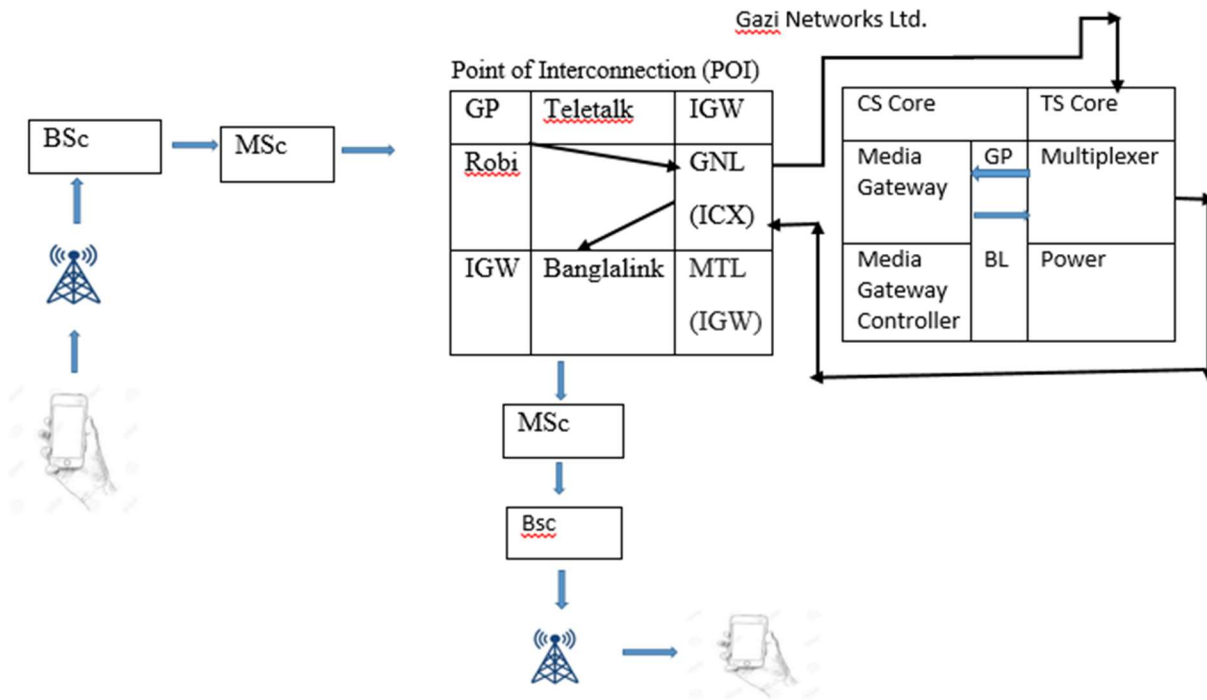 Gazi Networks Ltd.
Point of Interconnection (POI)
GP Teletalk IGW
Robi GNL
(ICX)
IGW Banglalink MTL
(IGW)
BSc
MSc
CS Core TS Core
Media
Gateway
GP
Multiplexer
Media
Gateway
Controller
BL
Power
MSc
Bsc